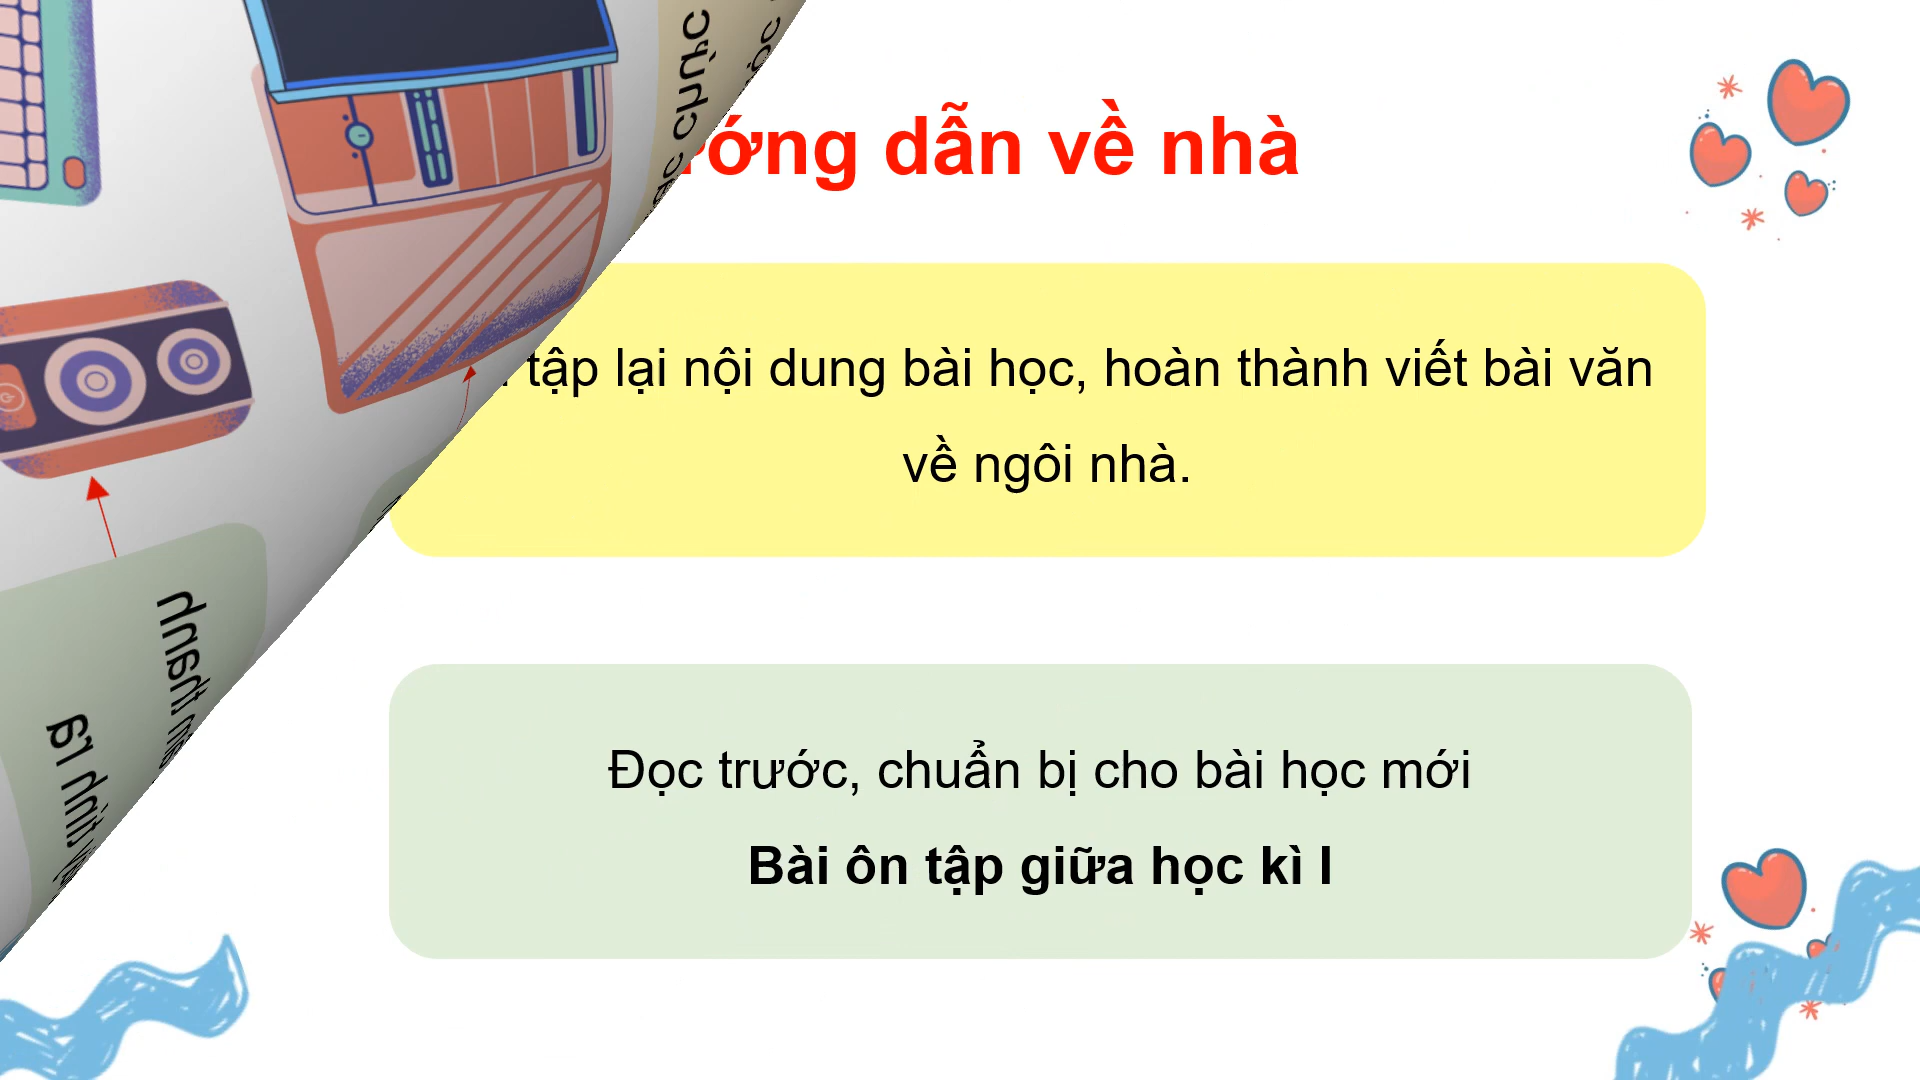 dẫn về nhà
tập lại nội dung bài học, hoàn thành viết bài văn
về ngôi nhà.
Đọc trước, chuẩn bị cho bài học mới
Bài ôn tập giữa học kì I